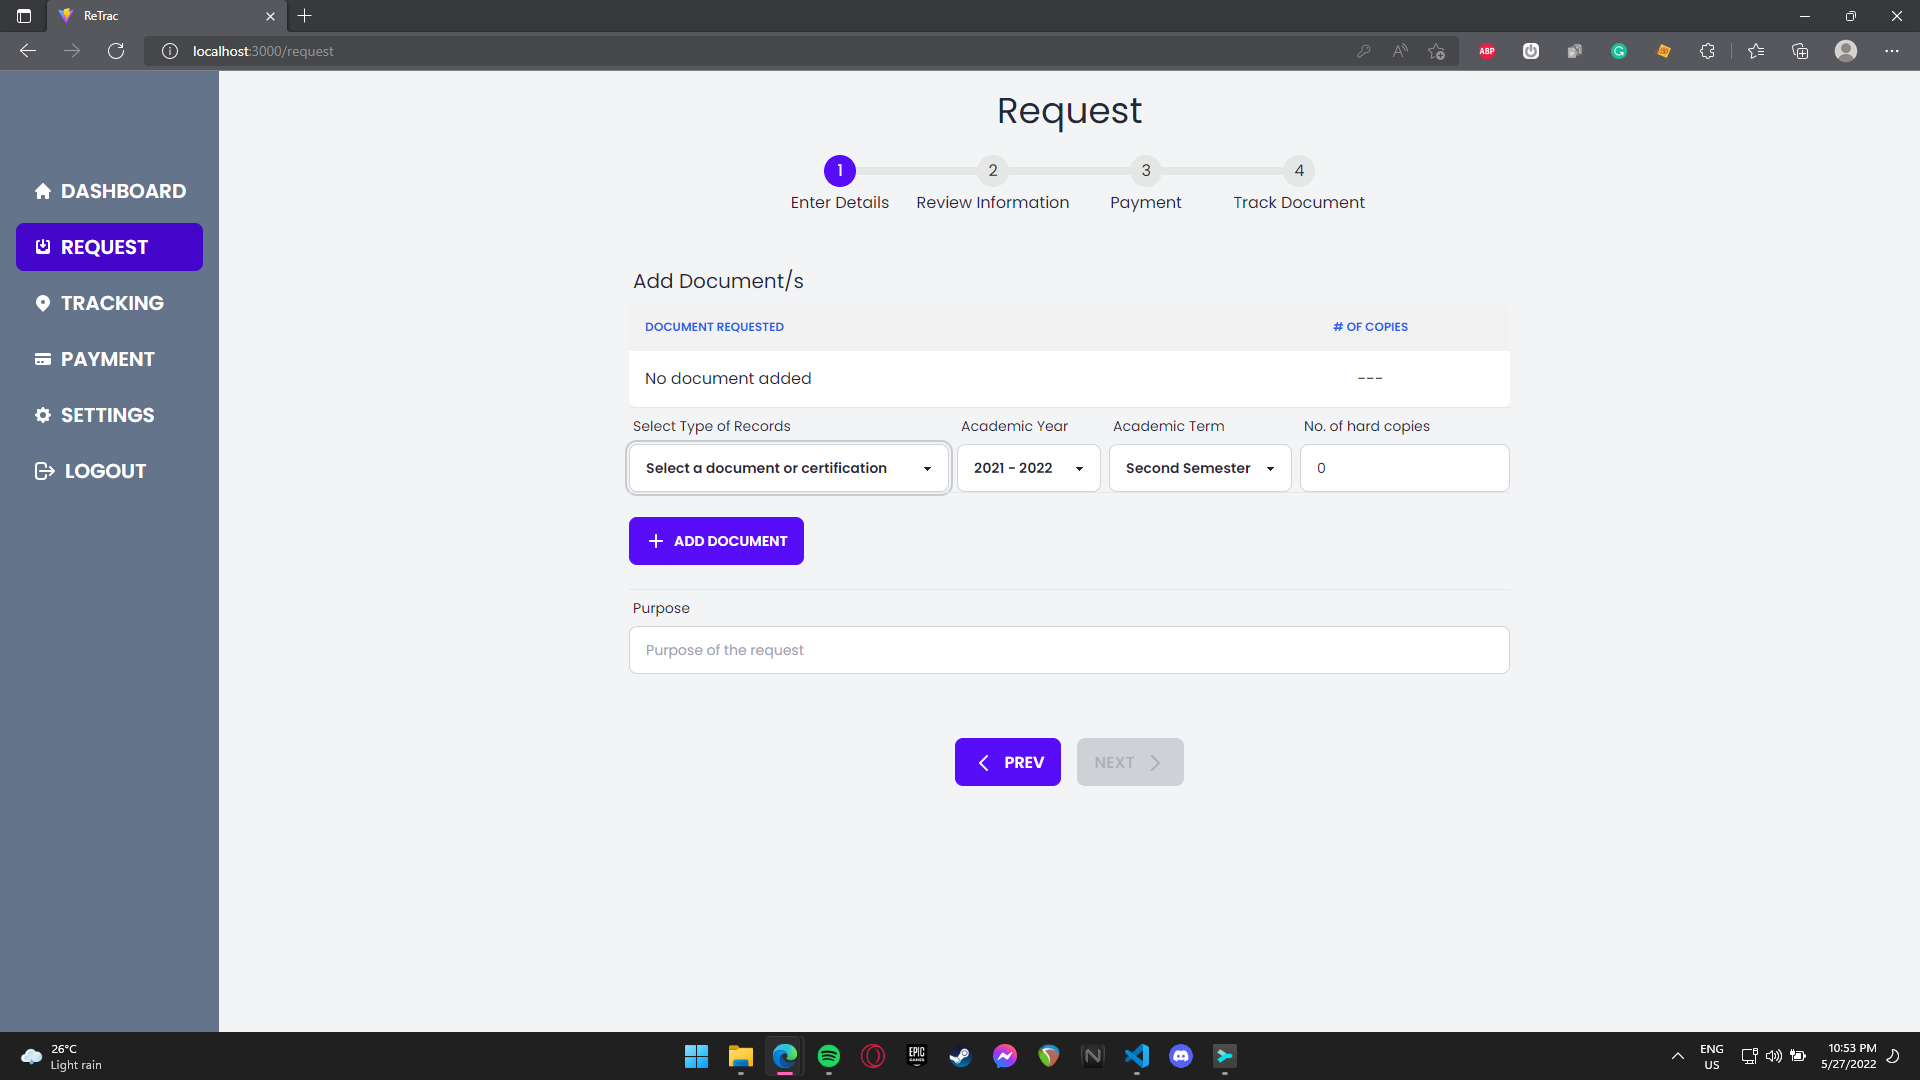 ReTrac
localhost:3000/request
ABP
Request
1 2 3 4
Enter Details Review Information Payment Track Document
DASHBOARD
REQUEST
TRACKING
PAYMENT
SETTINGS
LOGOUT
Add Document/s
DOCUMENT REQUESTED # OF COPIES
No document added ---
Select Type of Records Academic Year Academic Term No. of hard copies
Select a document or certification 2021 - 2022 Second Semester 0
+ ADD DOCUMENT
Purpose
Purpose of the request
PREV NEXT
26°C
Light rain
EPIC
GAMES
N
ENG
US
10:53 PM
5/27/2022